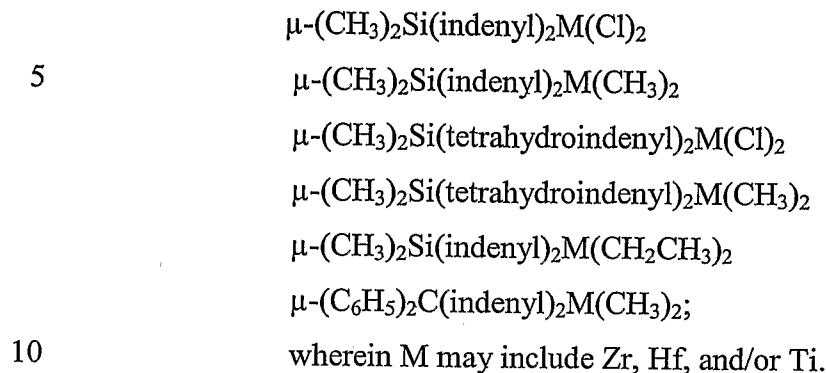 μ-(CH₃)₂Si(indenyl)₂M(Cl)₂
5 μ-(CH₃)₂Si(indenyl)₂M(CH₃)₂
μ-(CH₃)₂Si(tetrahydroindenyl)₂M(Cl)₂
μ-(CH₃)₂Si(tetrahydroindenyl)₂M(CH₃)₂
μ-(CH₃)₂Si(indenyl)₂M(CH₂CH₃)₂
μ-(C₆H₅)₂C(indenyl)₂M(CH₃)₂;
10 wherein M may include Zr, Hf, and/or Ti.